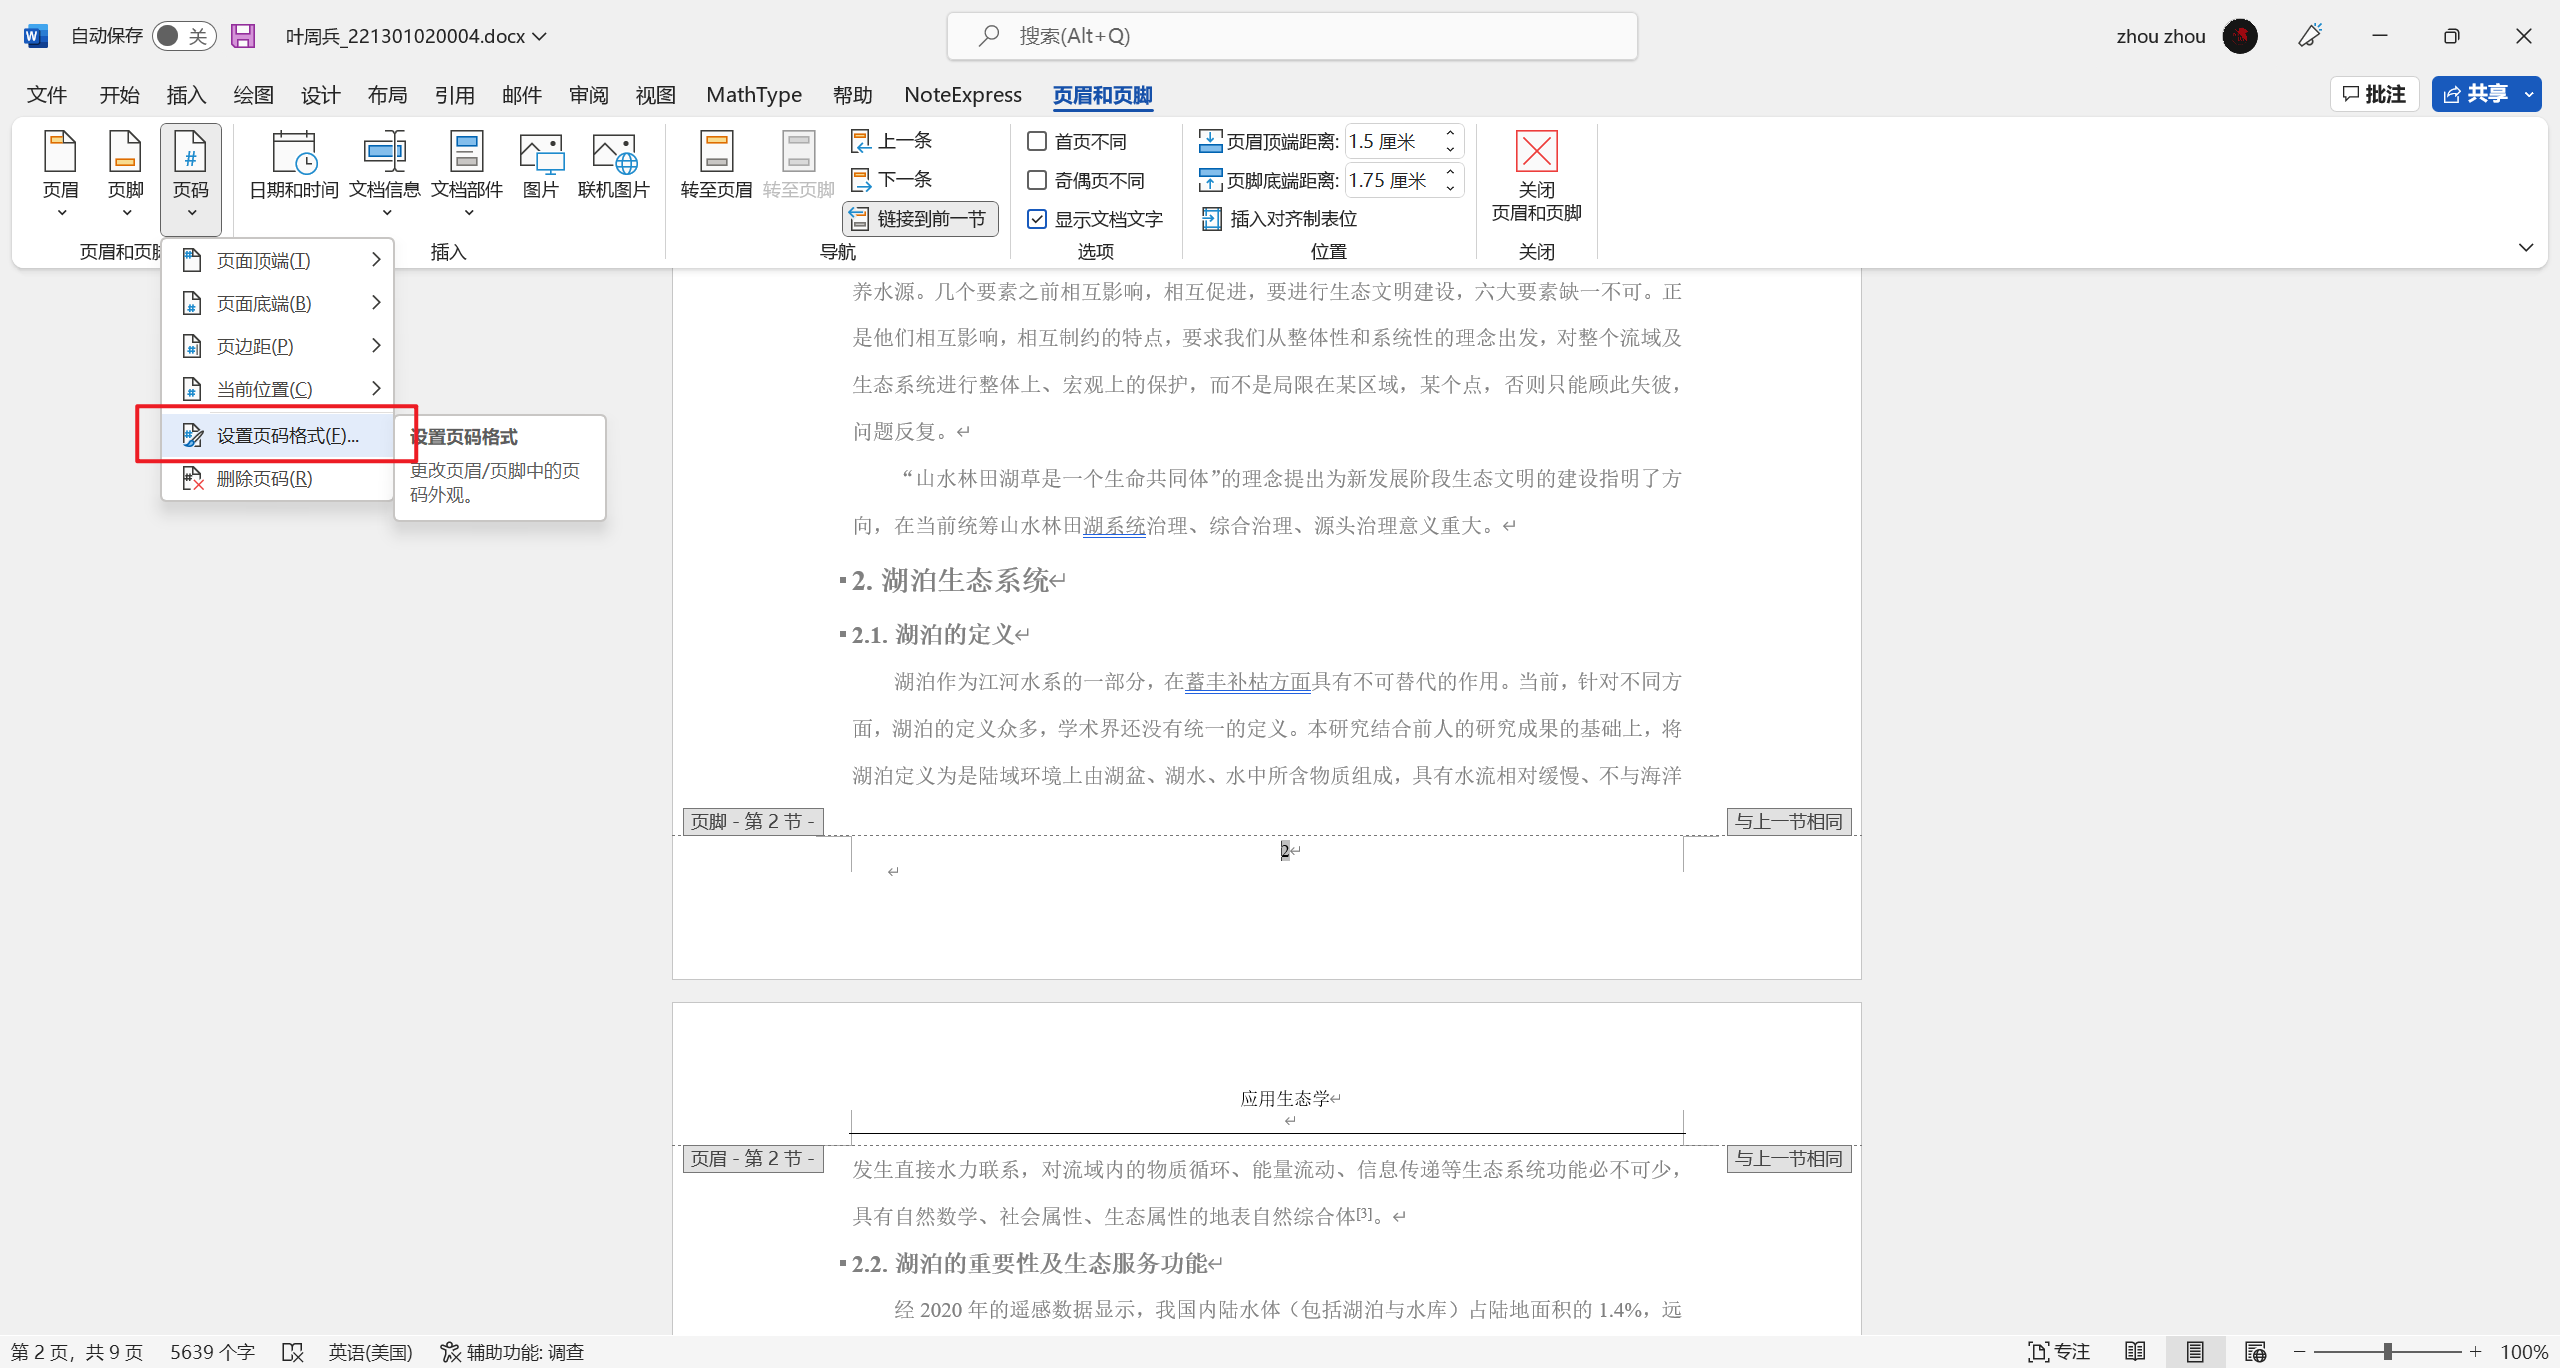 自动保存 关 叶周兵_221301020004.docx 搜索(Alt+Q) zhou zhou
文件 开始 插入 绘图 设计 布局 引用 邮件 审阅 视图 MathType 帮助 NoteExpress 页眉和页脚 批注 共享
页眉 页脚 页码 日期和时间 文档信息 文档部件 图片 联机图片 转至页眉 转至页脚
上一条
下一条
链接到前一节
首页不同
奇偶页不同
显示文档文字
页眉顶端距离: 1.5 厘米
页脚底端距离: 1.75 厘米
插入对齐制表位
关闭
页眉和页脚
页眉和页脚 插入 导航 选项 位置 关闭
页面顶端(T)
页面底端(B)
页边距(P)
当前位置(C)
设置页码格式(F)...
删除页码(R)
设置页码格式
更改页眉/页脚中的页
码外观。
养水源。几个要素之前相互影响，相互促进，要进行生态文明建设，六大要素缺一不可。正
是他们相互影响，相互制约的特点，要求我们从整体性和系统性的理念出发，对整个流域及
生态系统进行整体上、宏观上的保护，而不是局限在某区域，某个点，否则只能顾此失彼，
问题反复。
“山水林田湖草是一个生命共同体”的理念提出为新发展阶段生态文明的建设指明了方
向，在当前统筹山水林田湖系统治理、综合治理、源头治理意义重大。
2. 湖泊生态系统
2.1. 湖泊的定义
湖泊作为江河水系的一部分，在蓄丰补枯方面具有不可替代的作用。当前，针对不同方
面，湖泊的定义众多，学术界还没有统一的定义。本研究结合前人的研究成果的基础上，将
湖泊定义为是陆域环境上由湖盆、湖水、水中所含物质组成，具有水流相对缓慢、不与海洋
页脚 - 第 2 节 - 与上一节相同
2
应用生态学
页眉 - 第 2 节 - 与上一节相同
发生直接水力联系，对流域内的物质循环、能量流动、信息传递等生态系统功能必不可少，
具有自然数学、社会属性、生态属性的地表自然综合体[3]。
2.2. 湖泊的重要性及生态服务功能
经 2020 年的遥感数据显示，我国内陆水体（包括湖泊与水库）占陆地面积的 1.4%，远
第 2 页，共 9 页 5639 个字 英语(美国) 辅助功能: 调查 专注 100%